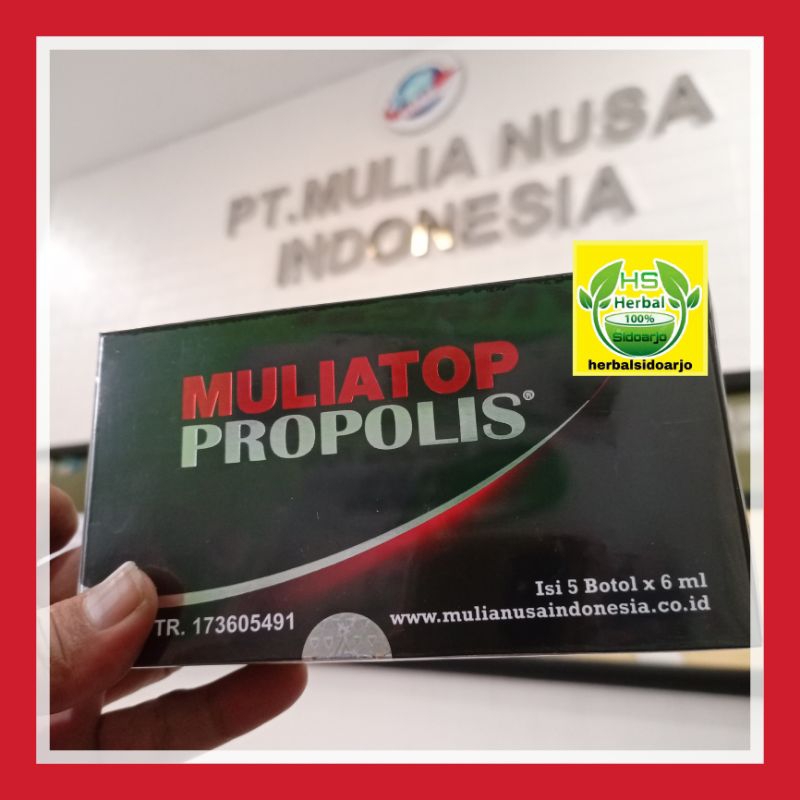 PT.MULIA NUSA
INDONESIA
HS
Herbal
100%
Sidoarjo
herbalsidoarjo
MULIATOP
PROPOLIS®
Isi 5 Botol x 6 ml
www.mulianusaindonesia.co.id
TR. 173605491